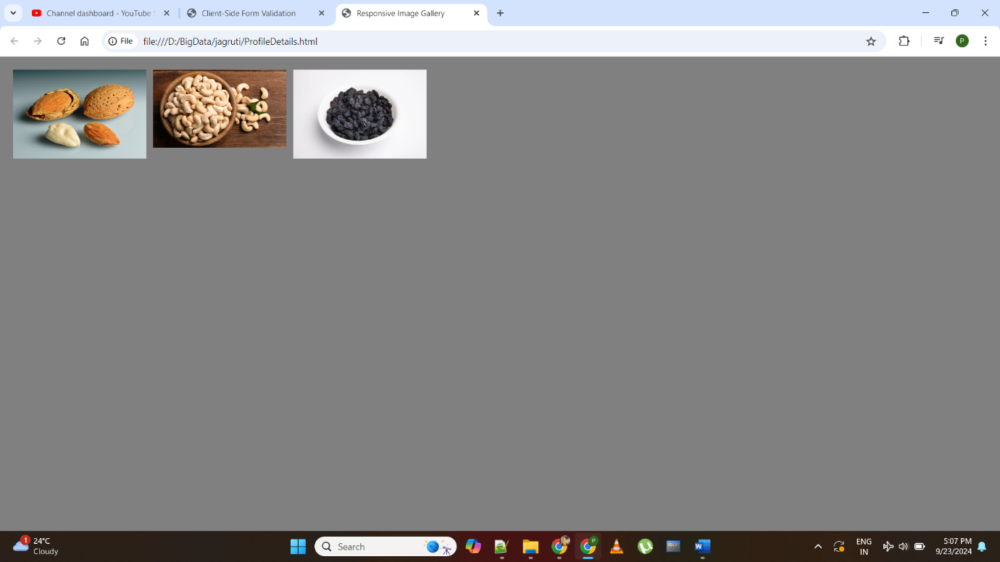 Channel dashboard - YouTube
Client-Side Form Validation
Responsive Image Gallery
File
file:///D:/BigData/jagruti/ProfileDetails.html
P
1
24°C
Cloudy
Search
P
W
ENG
IN
5:07 PM
9/23/2024